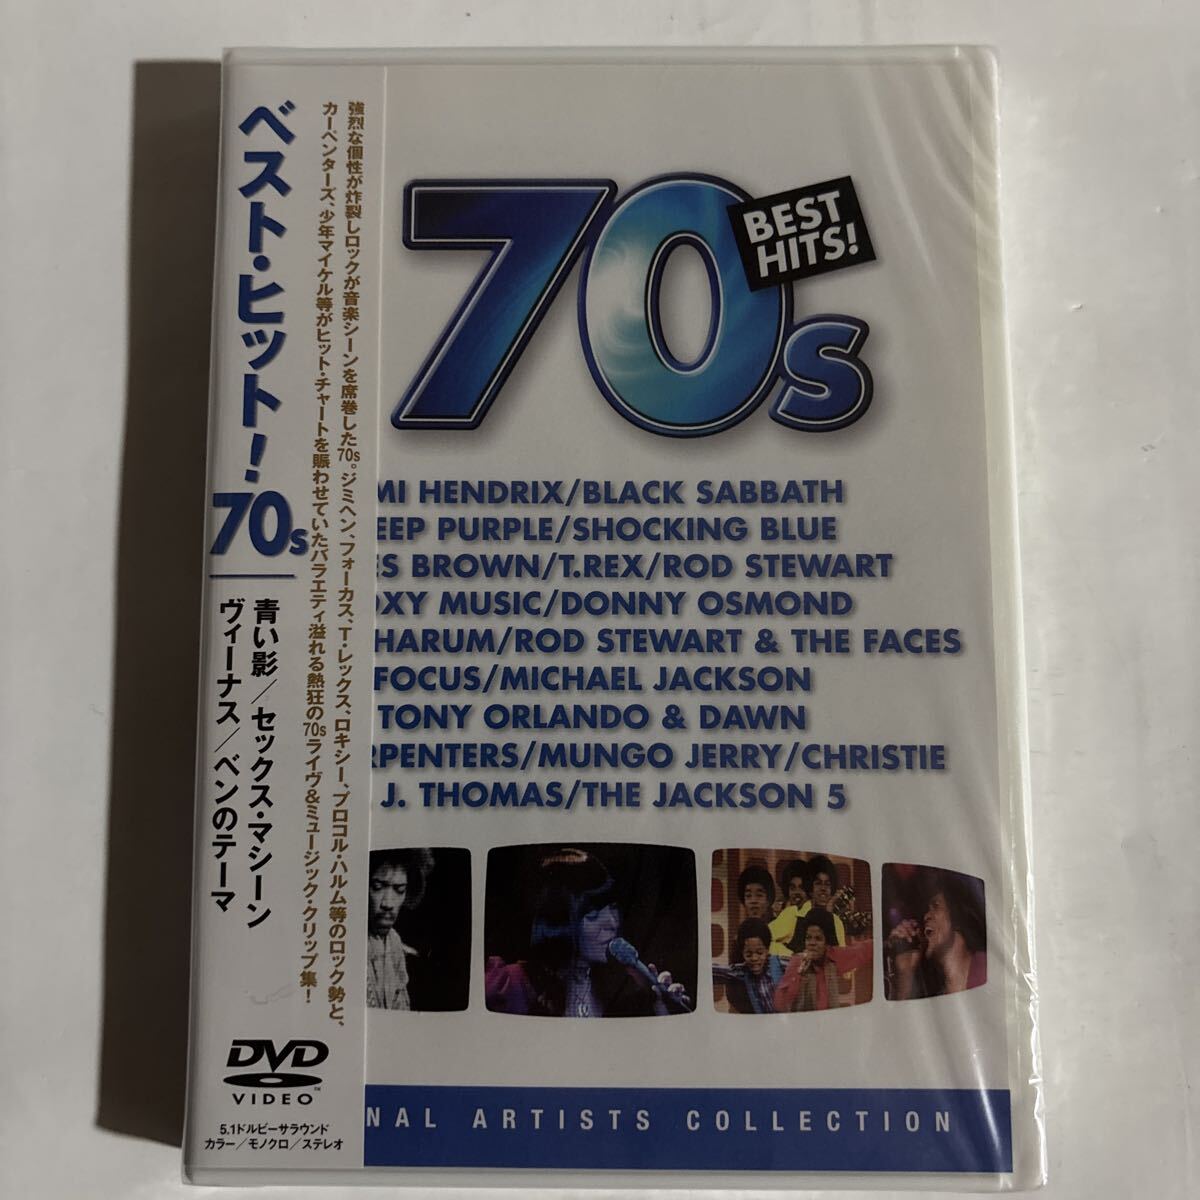 ベスト・ヒット!70s
青い影/セックス・マシーン
ヴィーナス/ベンのテーマ
強烈な個性が炸裂しロックが音楽シーンを席巻した70s。ジミヘン、フォーカス、T・レックス、ロキシー、プロコル・ハルム等のロック勢と、
カーペンターズ、少年マイケル等がヒット・チャートを賑わせていたバラエティ溢れる熱狂の70sライヴ&ミュージック・クリップ集!
DVD
VIDEO™
5.1ドルビーサラウンド
カラー/モノクロ/ステレオ
70s
BEST
HITS!
MI HENDRIX/BLACK SABBATH
EEP PURPLE/SHOCKING BLUE
ES BROWN/T.REX/ROD STEWART
OXY MUSIC/DONNY OSMOND
HARUM/ROD STEWART & THE FACES
FOCUS/MICHAEL JACKSON
TONY ORLANDO & DAWN
RPENTERS/MUNGO JERRY/CHRISTIE
J. THOMAS/THE JACKSON 5
NAL ARTISTS COLLECTION